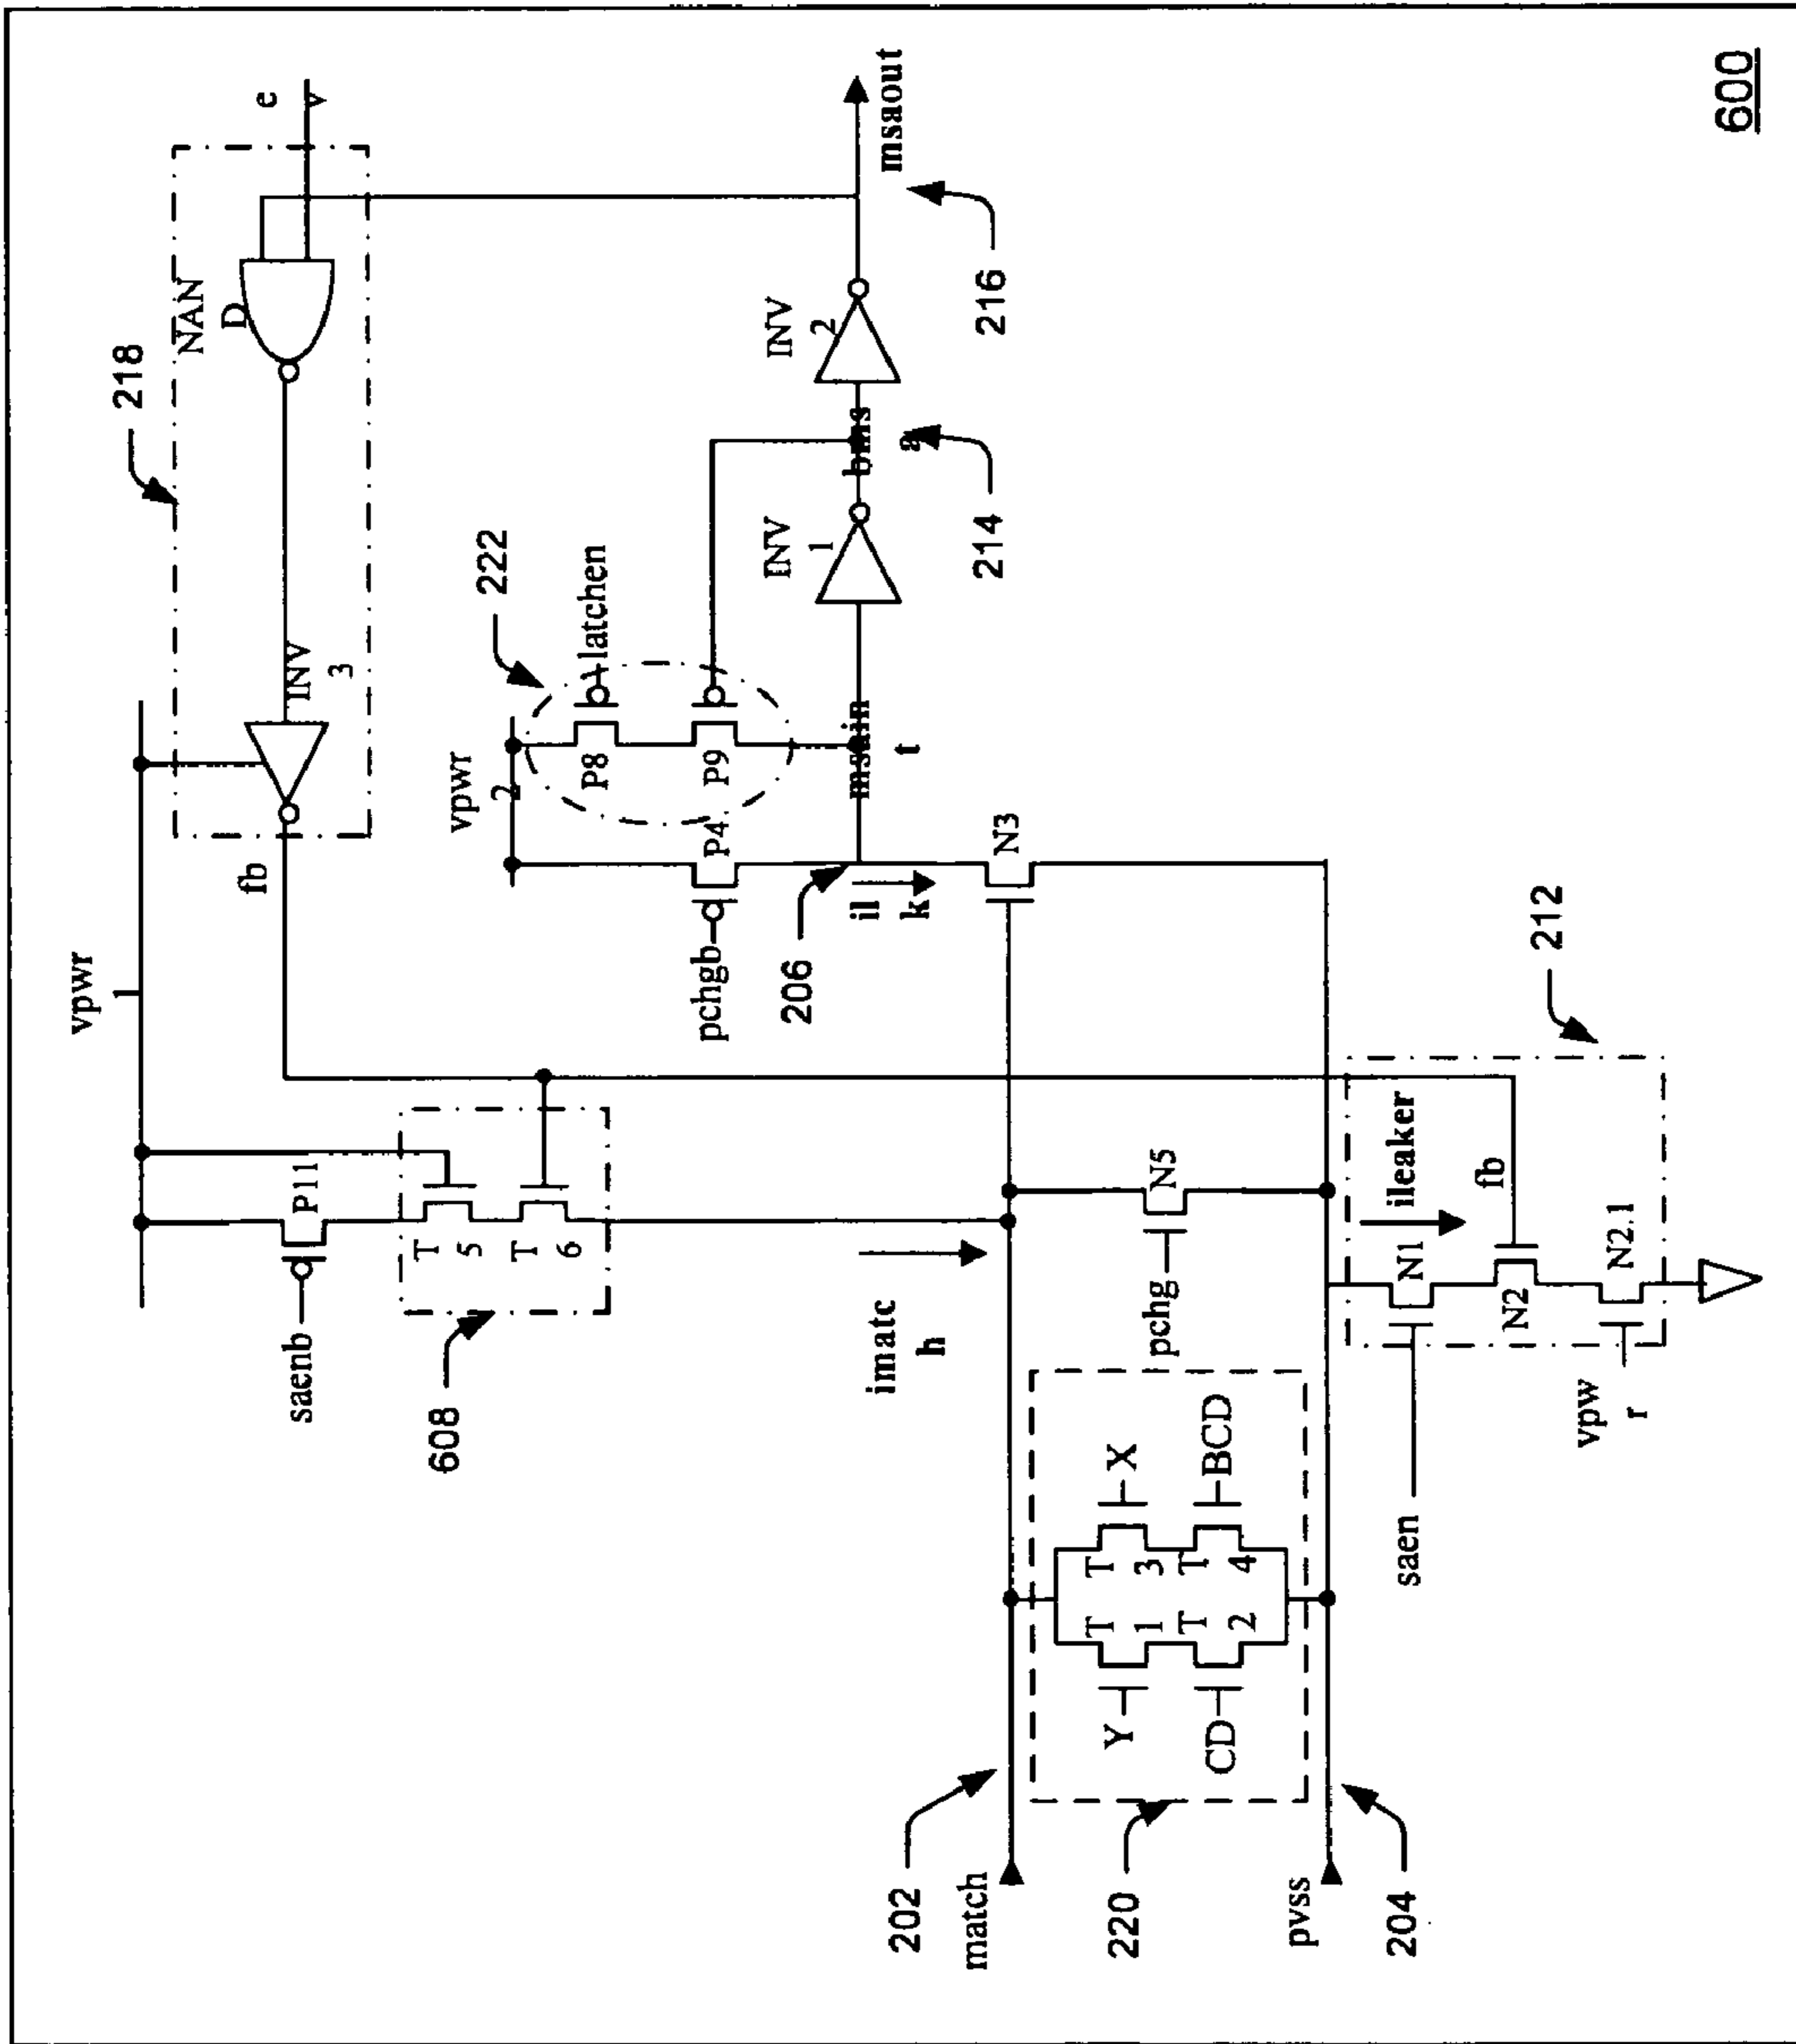 vpwr
saenb
P11
T
5
T
6
608
imatc
h
fb
218
NAN
D
INV
3
e
v
222
vpwr
2
P8
latchen
P9
P4
pchgb
206
il
k
N3
msain
t
INV
1
bms
a
214
INV
2
216
msaout
202
match
220
pvss
204
Y
T
1
CD
T
2
T
3
X
T
4
BCD
pchg
N5
212
ileaker
saen
N1
fb
N2
N2.1
vpw
r
600